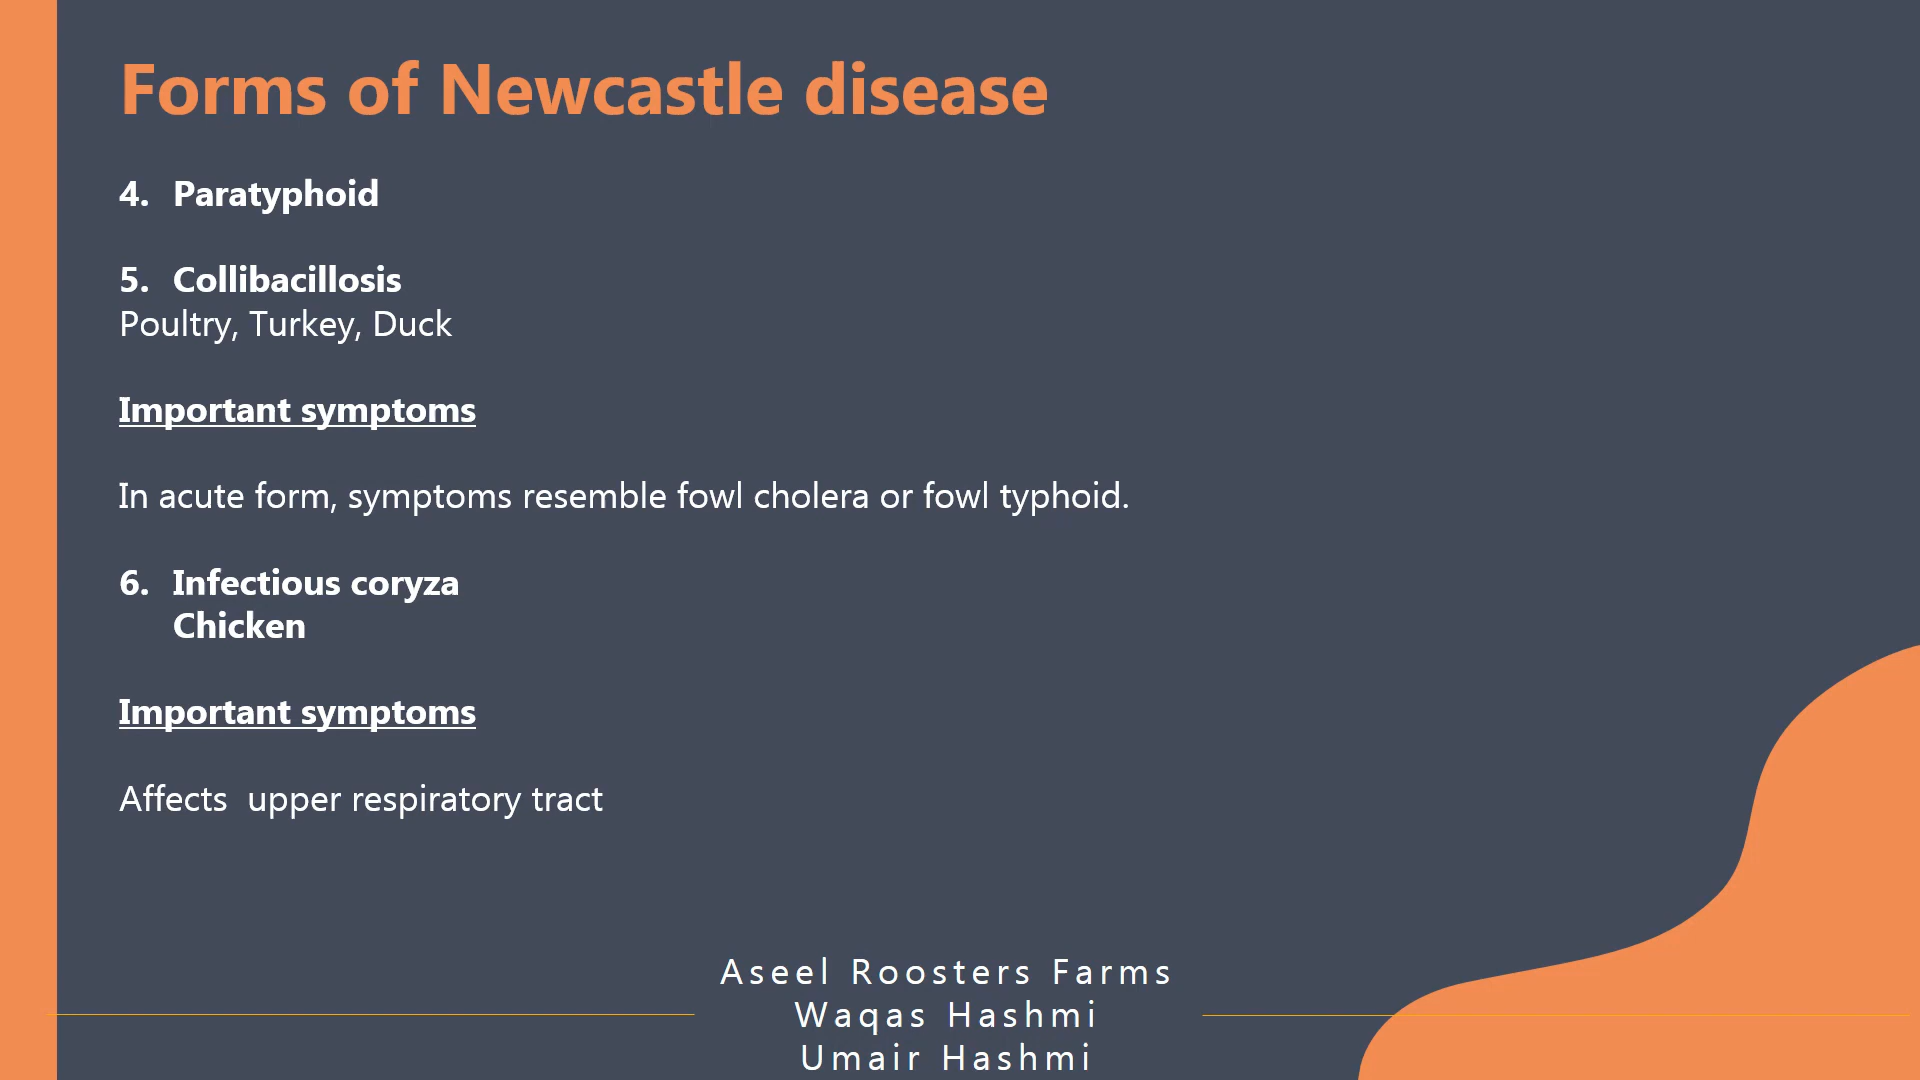 Forms of Newcastle disease
4. Paratyphoid
5. Collibacillosis
Poultry, Turkey, Duck
Important symptoms
In acute form, symptoms resemble fowl cholera or fowl typhoid.
6. Infectious coryza
Chicken
Important symptoms
Affects  upper respiratory tract
Aseel Roosters Farms
Waqas Hashmi
Umair Hashmi